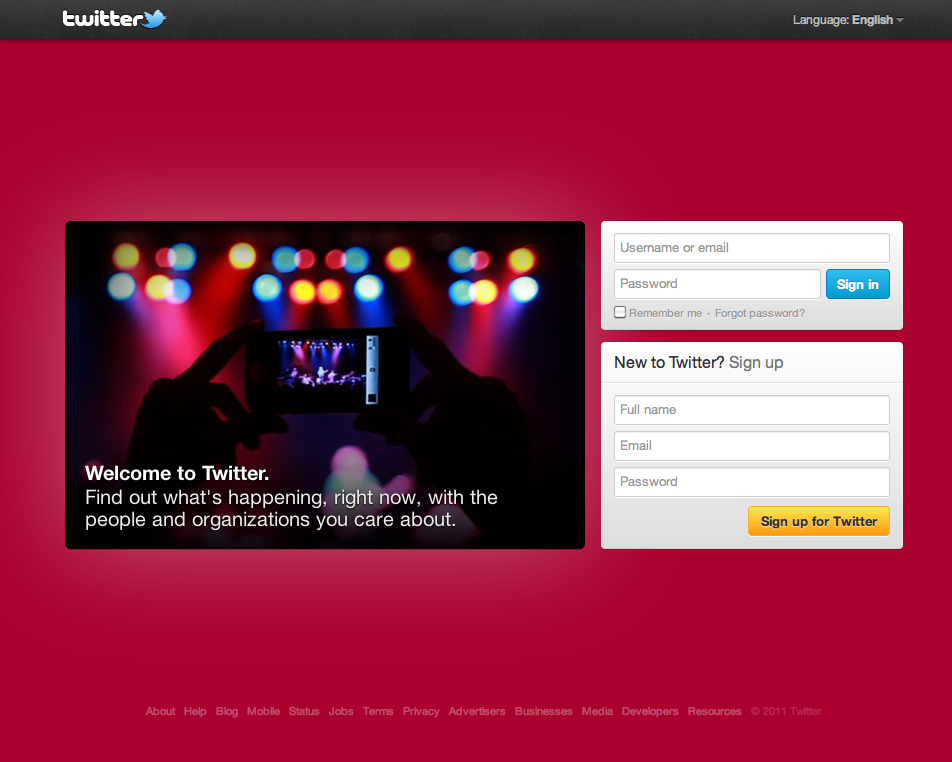 twitter
Language: English
Username or email
Password
Sign in
Remember me · Forgot password?
New to Twitter? Sign up
Full name
Email
Password
Sign up for Twitter
Welcome to Twitter.
Find out what's happening, right now, with the
people and organizations you care about.
About Help Blog Mobile Status Jobs Terms Privacy Advertisers Businesses Media Developers Resources © 2011 Twitter